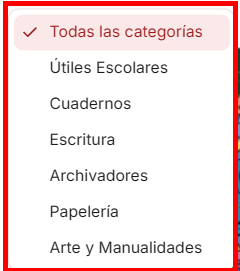 Todas las categorías
Útiles Escolares
Cuadernos
Escritura
Archivadores
Papelería
Arte y Manualidades